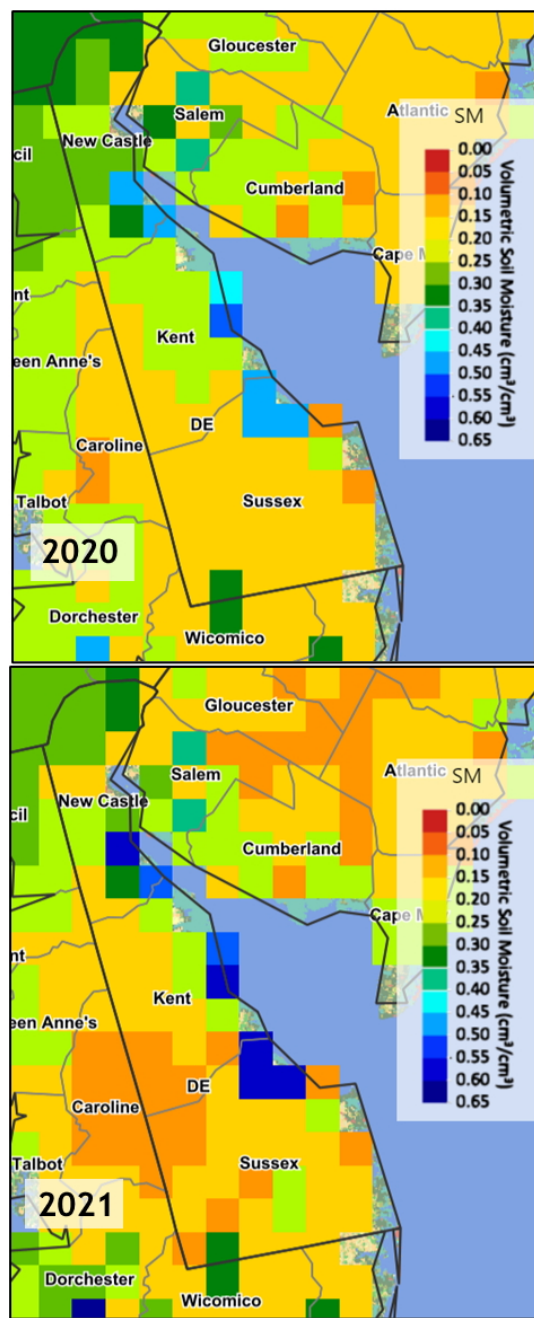 Gloucester
Atlantic
SM
Salem
New Castle
cil
Cumberland
Cape M
nt
Kent
een Anne's
DE
Caroline
Talbot
Sussex
2020
Dorchester
Wicomico
0.00
0.05
0.10
0.15
0.20
0.25
0.30
0.35
0.40
0.45
0.50
0.55
0.60
0.65
Volumetric Soil Moisture (cm³/cm³)
Gloucester
Atlantic
SM
Salem
New Castle
cil
Cumberland
Cape M
nt
Kent
een Anne's
DE
Caroline
Talbot
Sussex
2021
Dorchester
Wicomico
0.00
0.05
0.10
0.15
0.20
0.25
0.30
0.35
0.40
0.45
0.50
0.55
0.60
0.65
Volumetric Soil Moisture (cm³/cm³)